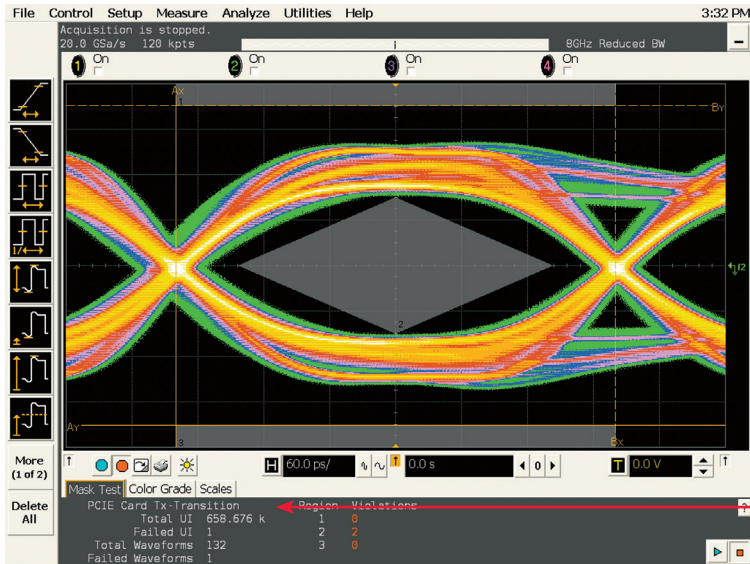 File Control Setup Measure Analyze Utilities Help 3:32 PM
Acquisition is stopped.
20.0 GSa/s 120 kpts 8GHz Reduced BW
1 On 2 On 3 On 4 On
Ax
1
By
2
Ay
3
Bx
1/
More
(1 of 2)
Delete
All
H 60.0 ps/ 0.0 s 0 T 0.0 V
Mask Test Color Grade Scales
PCIE Card Tx-Transition Region Violations
Total UI 658.676 k 1 0
Failed UI 1 2 2
Total Waveforms 132 3 0
Failed Waveforms 1
?